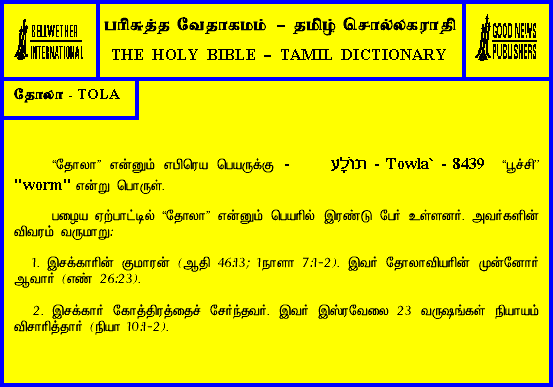 BELLWETHER
INTERNATIONAL
பரிசுத்த வேதாகமம் – தமிழ் சொல்லகராதி
THE HOLY BIBLE – TAMIL DICTIONARY
GOOD NEWS
PUBLISHERS
தோலா - TOLA
“தோலா” என்னும் எபிரெய பெயருக்கு - תּוֹלָע - Towla` - 8439 “பூச்சி”
"worm" என்று பொருள்.
பழைய ஏற்பாட்டில் “தோலா” என்னும் பெயரில் இரண்டு பேர் உள்ளனர். அவர்களின்
விவரம் வருமாறு:
1. இசக்காரின் குமாரன் (ஆதி 46:13; 1நாளா 7:1-2). இவர் தோலாவியரின் முன்னோர்
ஆவார் (எண் 26:23).
2. இசக்கார் கோத்திரத்தைச் சேர்ந்தவர். இவர் இஸ்ரவேலை 23 வருஷங்கள் நியாயம்
விசாரித்தார் (நியா 10:1-2).